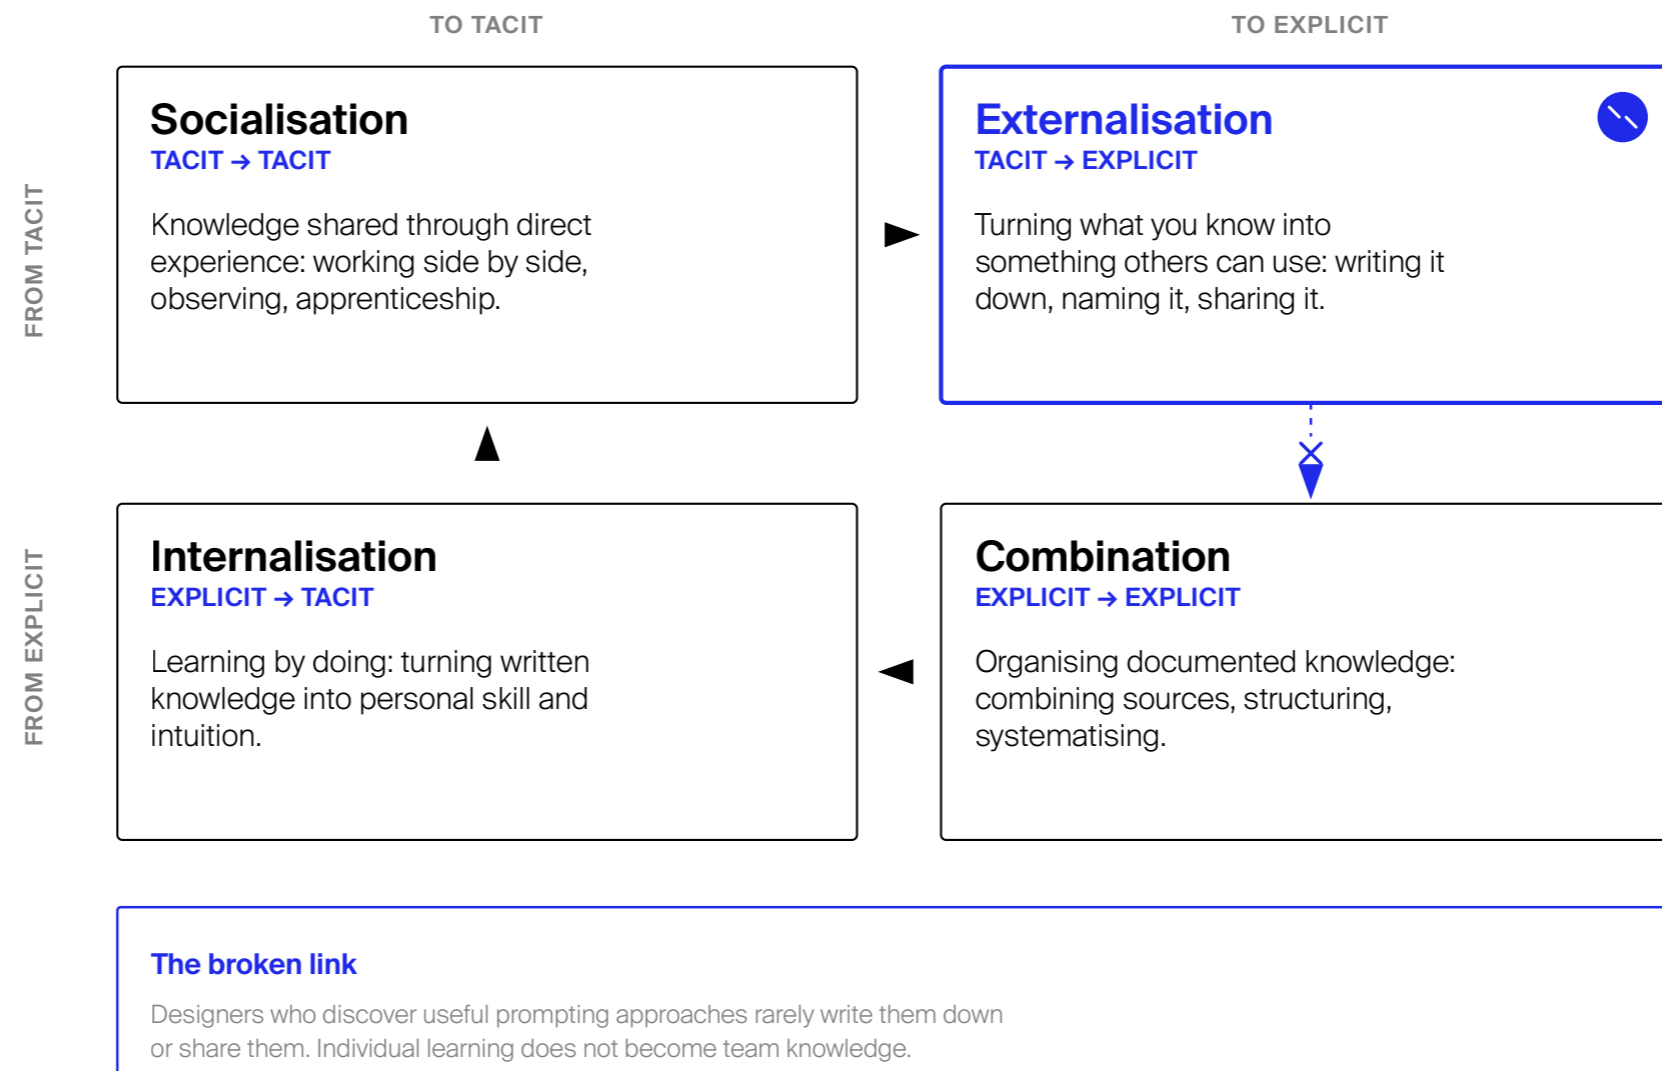 TO TACIT
TO EXPLICIT
FROM TACIT
Socialisation
TACIT → TACIT
Knowledge shared through direct
experience: working side by side,
observing, apprenticeship.
Externalisation
TACIT → EXPLICIT
Turning what you know into
something others can use: writing it
down, naming it, sharing it.
FROM EXPLICIT
Internalisation
EXPLICIT → TACIT
Learning by doing: turning written
knowledge into personal skill and
intuition.
Combination
EXPLICIT → EXPLICIT
Organising documented knowledge:
combining sources, structuring,
systematising.
The broken link
Designers who discover useful prompting approaches rarely write them down
or share them. Individual learning does not become team knowledge.